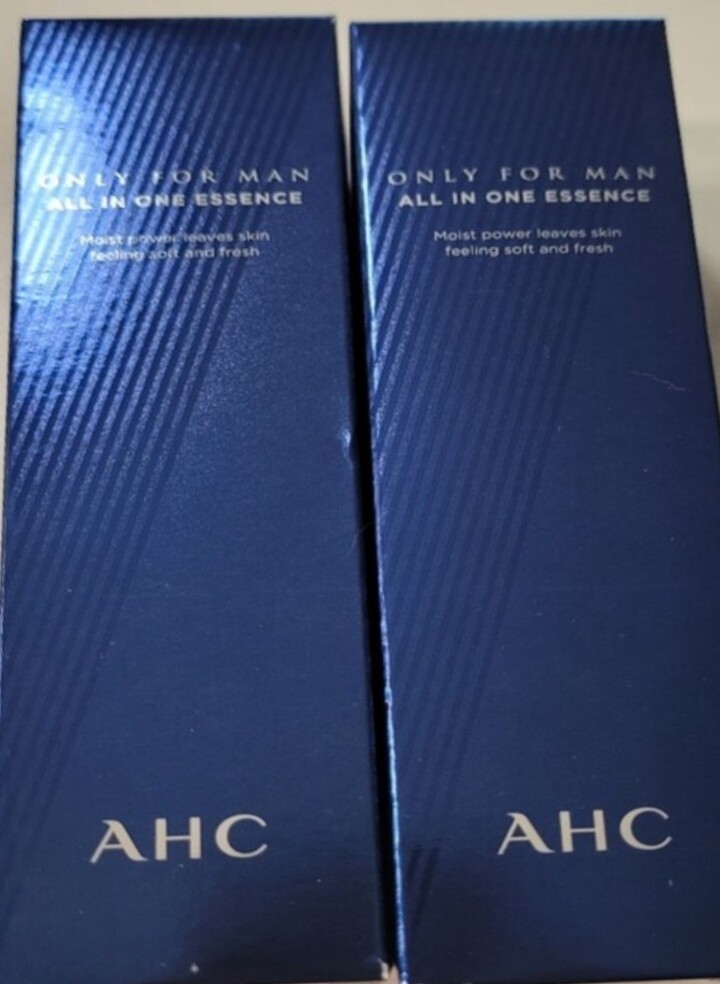 ONLY FOR MAN
ALL IN ONE ESSENCE
Moist power leaves skin
feeling soft and fresh
AHC
ONLY FOR MAN
ALL IN ONE ESSENCE
Moist power leaves skin
feeling soft and fresh
AHC